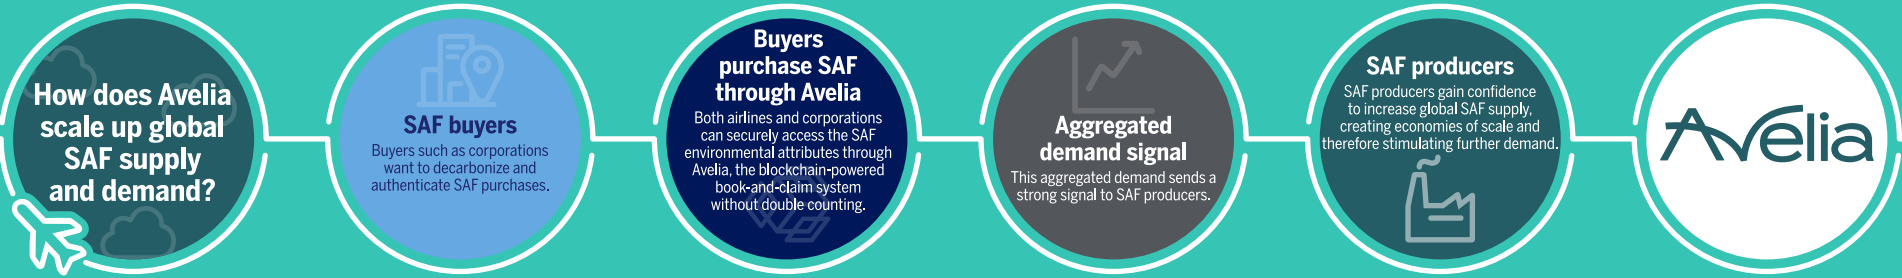 How does Avelia
scale up global
SAF supply
and demand?
SAF buyers
Buyers such as corporations
want to decarbonize and
authenticate SAF purchases.
Buyers
purchase SAF
through Avelia
Both airlines and corporations
can securely access the SAF
environmental attributes through
Avelia, the blockchain-powered
book-and-claim system
without double counting.
Aggregated
demand signal
This aggregated demand sends a
strong signal to SAF producers.
SAF producers
SAF producers gain confidence
to increase global SAF supply,
creating economies of scale and
therefore stimulating further demand.
Avelia